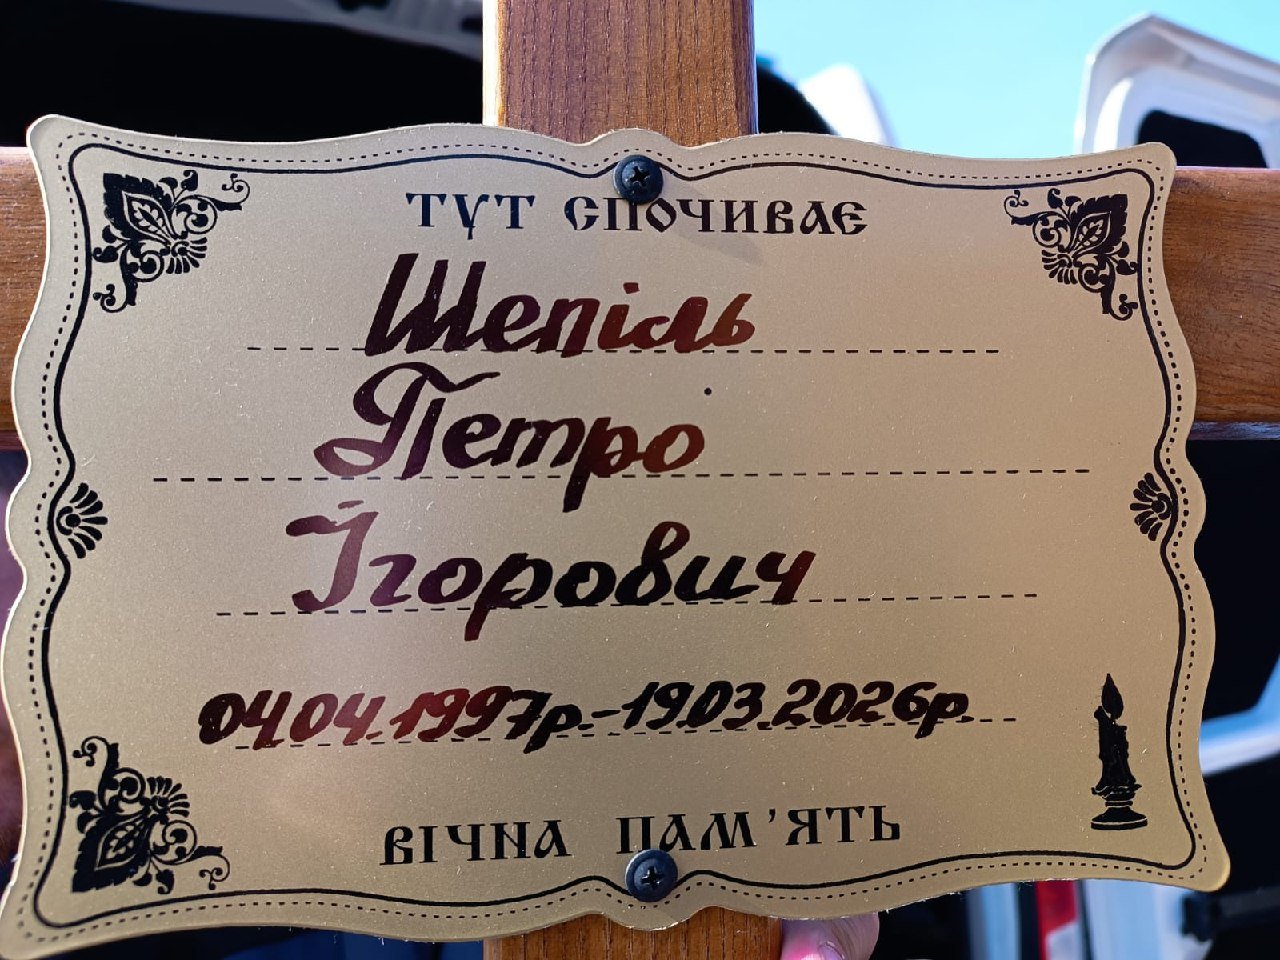 ТУТ СПОЧИВАЄ
Шепіль
Петро
Ігорович
04.04.1997р.-19.03.2026р.
ВІЧНА ПАМ'ЯТЬ